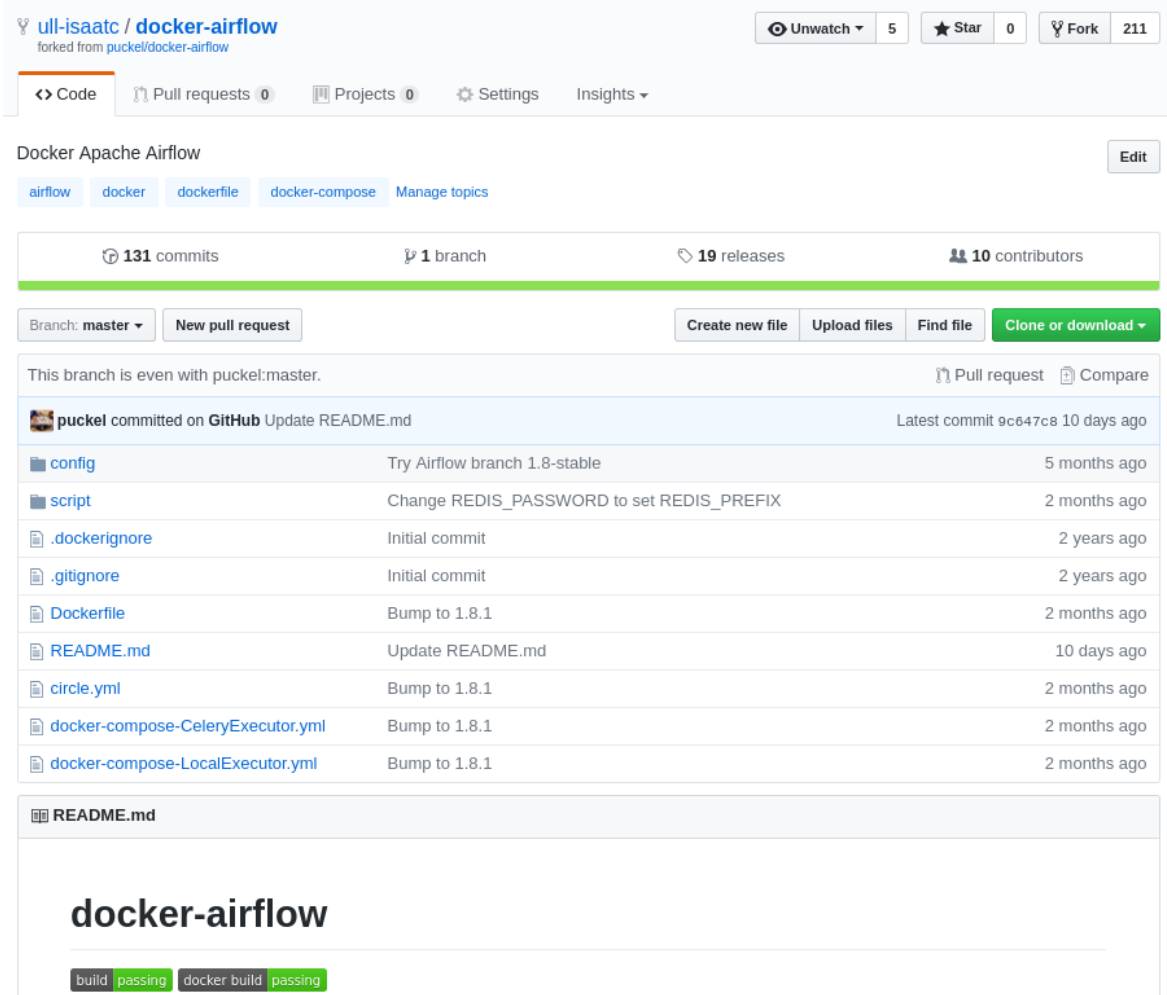 ull-isaatc / docker-airflow
Unwatch 5 Star 0 Fork 211
forked from puckel/docker-airflow
Code Pull requests 0 Projects 0 Settings Insights
Docker Apache Airflow
Edit
airflow docker dockerfile docker-compose Manage topics
131 commits 1 branch 19 releases 10 contributors
Branch: master New pull request Create new file Upload files Find file Clone or download
This branch is even with puckel:master. Pull request Compare
puckel committed on GitHub Update README.md Latest commit 9c647c8 10 days ago
config Try Airflow branch 1.8-stable 5 months ago
script Change REDIS_PASSWORD to set REDIS_PREFIX 2 months ago
.dockerignore Initial commit 2 years ago
.gitignore Initial commit 2 years ago
Dockerfile Bump to 1.8.1 2 months ago
README.md Update README.md 10 days ago
circle.yml Bump to 1.8.1 2 months ago
docker-compose-CeleryExecutor.yml Bump to 1.8.1 2 months ago
docker-compose-LocalExecutor.yml Bump to 1.8.1 2 months ago
README.md
docker-airflow
build passing docker build passing